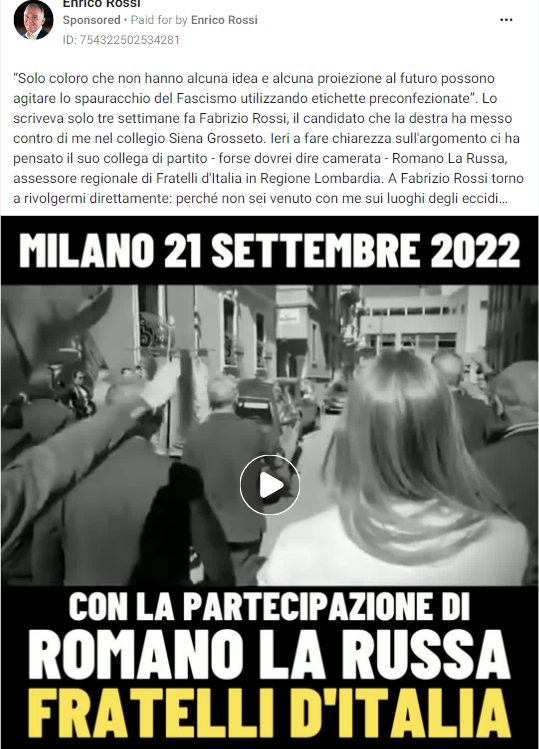 Enrico Rossi
Sponsored • Paid for by Enrico Rossi
ID: 754322502534281
“Solo coloro che non hanno alcuna idea e alcuna proiezione al futuro possono
agitare lo spauracchio del Fascismo utilizzando etichette preconfezionate”. Lo
scriveva solo tre settimane fa Fabrizio Rossi, il candidato che la destra ha messo
contro di me nel collegio Siena Grosseto. Ieri a fare chiarezza sull'argomento ci ha
pensato il suo collega di partito - forse dovrei dire camerata - Romano La Russa,
assessore regionale di Fratelli d'Italia in Regione Lombardia. A Fabrizio Rossi torno
a rivolgermi direttamente: perché non sei venuto con me sui luoghi degli eccidi...
MILANO 21 SETTEMBRE 2022
CON LA PARTECIPAZIONE DI
ROMANO LA RUSSA
FRATELLI D'ITALIA